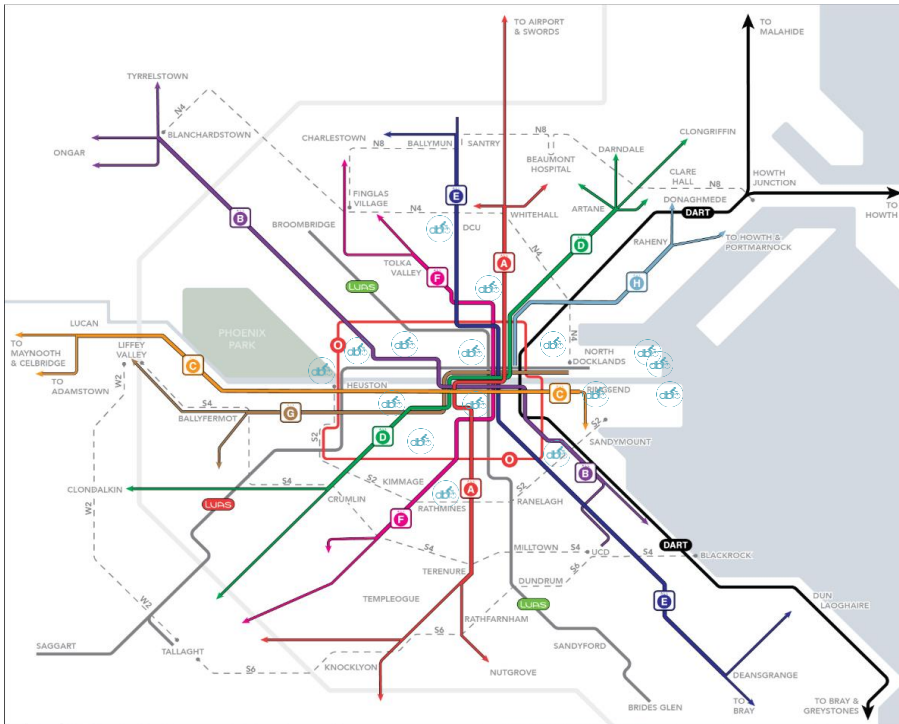 TO AIRPORT
& SWORDS
TO
MALAHIDE
TYRRELSTOWN
N4
CHARLESTOWN
N8
BALLYMUN
SANTRY
N8
CLONGRIFFIN
BLANCHARDSTOWN
ONGAR
BEAUMONT
HOSPITAL
DARNDALE
CLARE
HALL
N8
HOWTH
JUNCTION
E
FINGLAS
VILLAGE
N4
WHITEHALL
ARTANE
DONAGHMEDE
DART
TO
HOWTH
B
BROOMBRIDGE
DCU
D
RAHENY
TO HOWTH &
PORTMARNOCK
TOLKA
VALLEY
F
A
N4
H
LUAS
PHOENIX
PARK
LUCAN
LIFFEY
VALLEY
O
N4
NORTH
DOCKLANDS
TO
MAYNOOTH
& CELBRIDGE
C
W2
TO
ADAMSTOWN
HEUSTON
C
RINGSEND
S4
BALLYFERMOT
G
S2
D
S2
SANDYMOUNT
O
B
CLONDALKIN
LUAS
S4
S2
KIMMAGE
A
S2
CRUMLIN
RATHMINES
RANELAGH
W2
F
S4
MILLTOWN
S4
UCD
S4
DART
BLACKROCK
TERENURE
S6
DUNDRUM
TEMPLEOGUE
LUAS
E
DUN
LAOGHAIRE
W2
RATHFARNHAM
SAGGART
TALLAGHT
S6
S6
SANDYFORD
KNOCKLYON
NUTGROVE
DEANSGRANGE
BRIDES GLEN
TO
BRAY
TO BRAY &
GREYSTONES